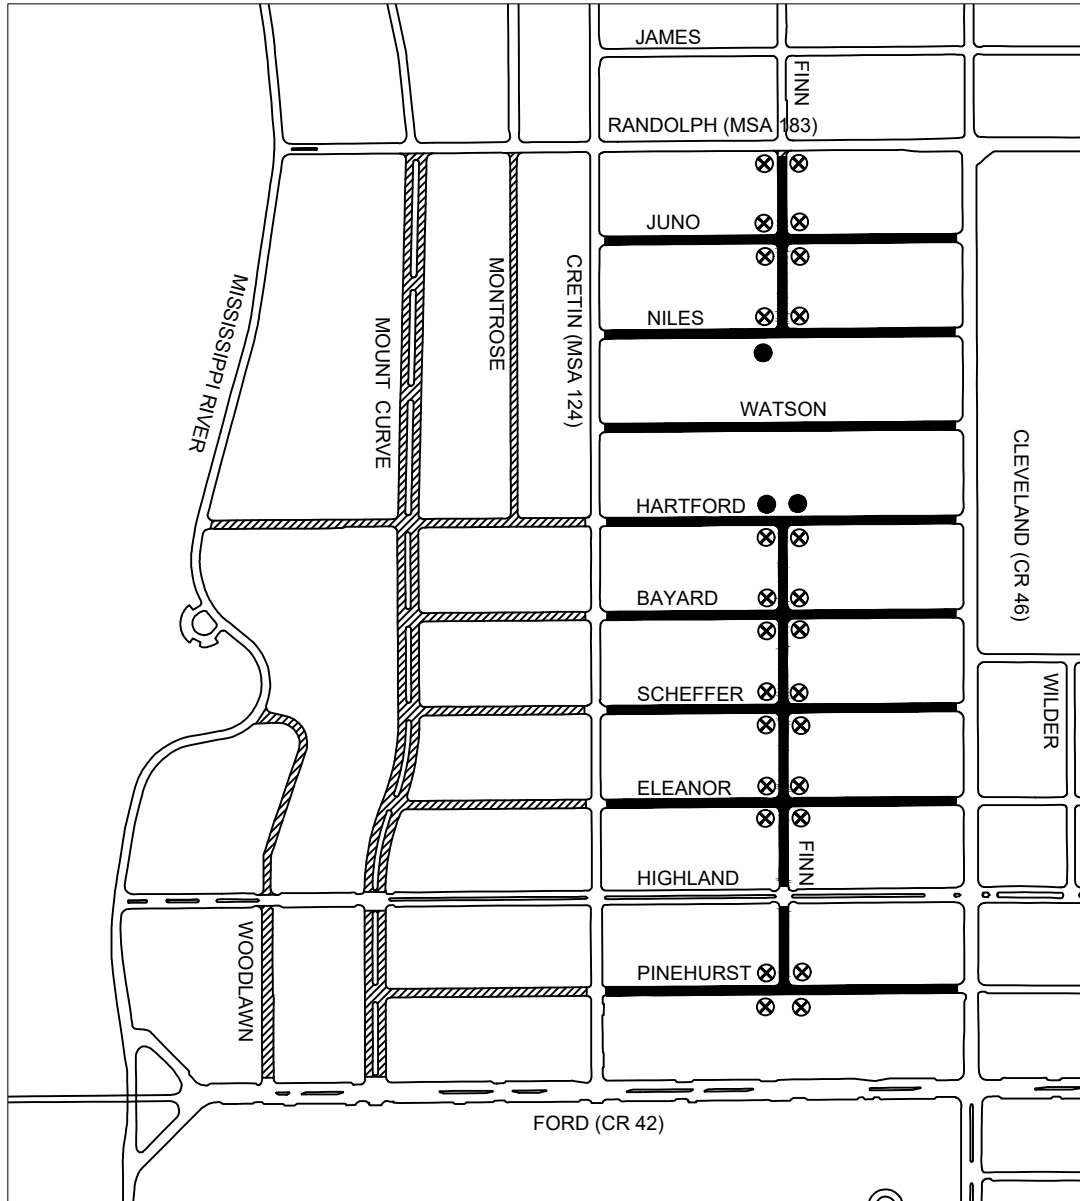 JAMES
FINN
RANDOLPH (MSA 183)
JUNO
MISSISSIPPI RIVER
MOUNT CURVE
MONTROSE
CRETIN (MSA 124)
NILES
WATSON
CLEVELAND (CR 46)
HARTFORD
BAYARD
SCHEFFER
WILDER
ELEANOR
FINN
HIGHLAND
WOODLAWN
PINEHURST
FORD (CR 42)